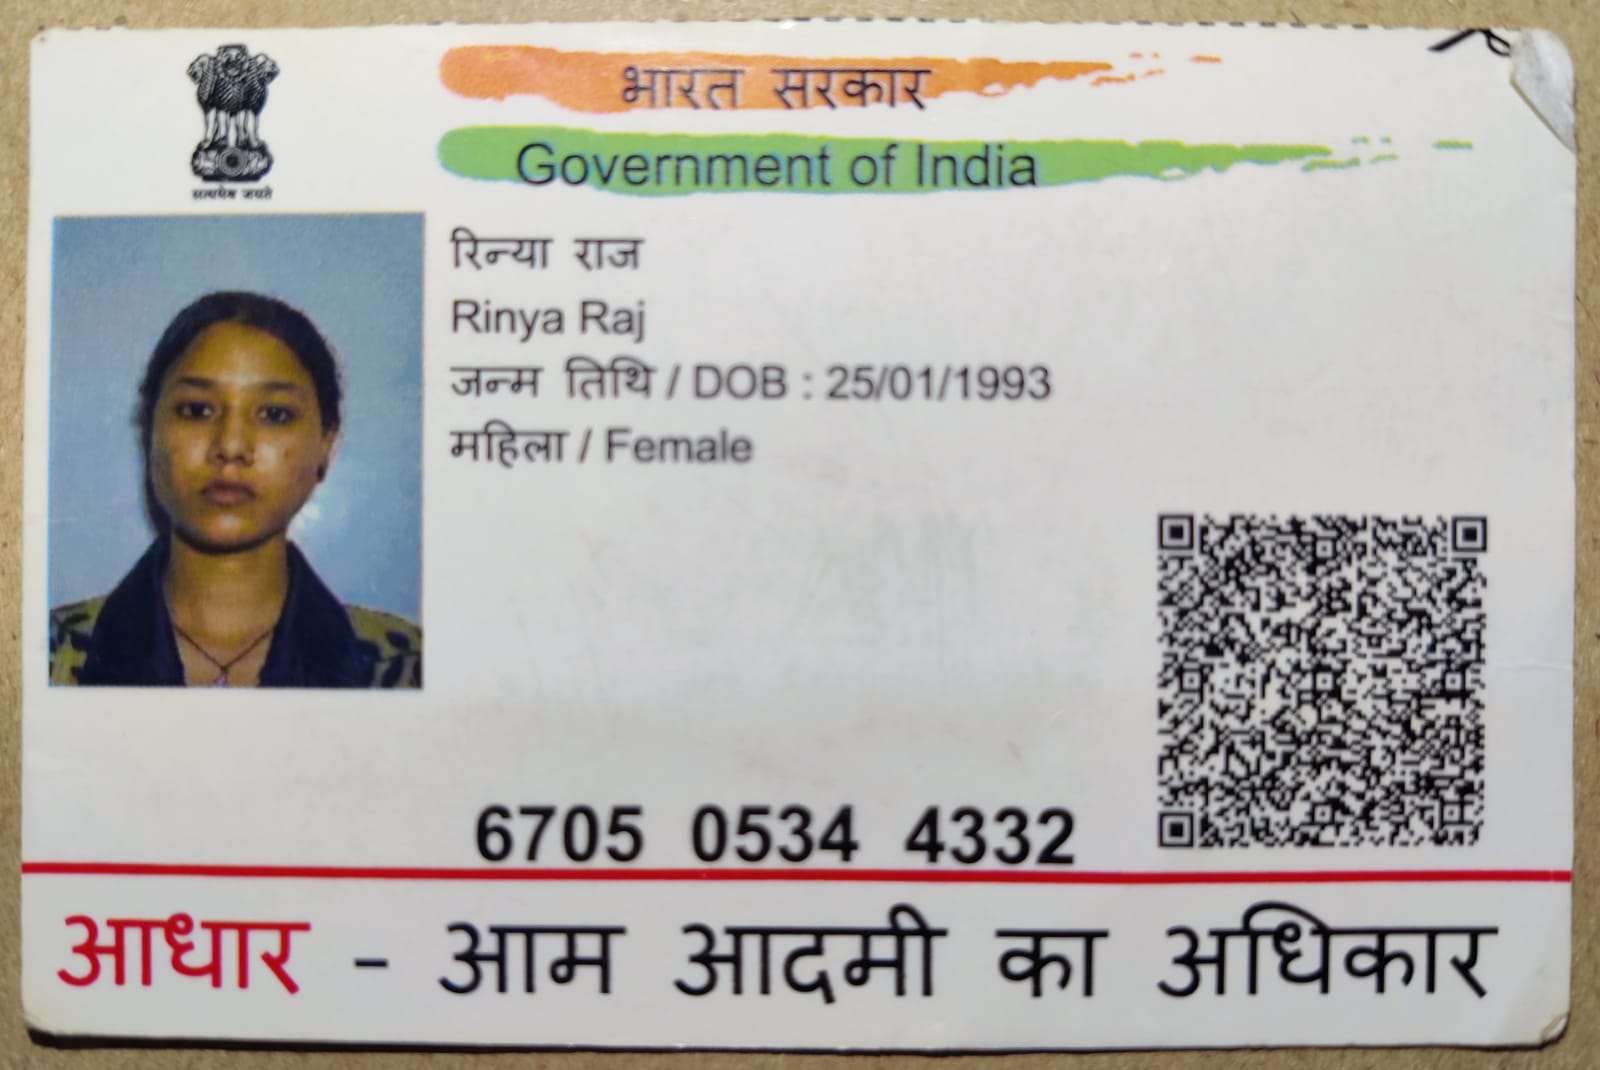 भारत सरकार
Government of India
सत्यमेव जयते
रिन्या राज
Rinya Raj
जन्म तिथि / DOB : 25/01/1993
महिला / Female
6705 0534 4332
आधार - आम आदमी का अधिकार